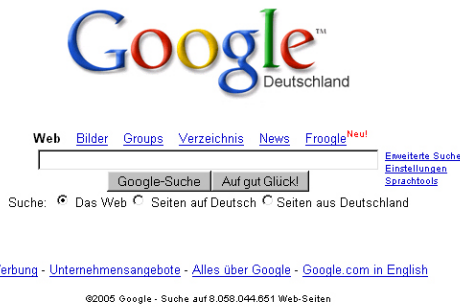 Google™
Deutschland
Web Bilder Groups Verzeichnis News Froogle Neu!
Erweiterte Suche
Einstellungen
Sprachtools
Google-Suche Auf gut Glück!
Suche: Das Web Seiten auf Deutsch Seiten aus Deutschland
erbung - Unternehmensangebote - Alles über Google - Google.com in English
©2005 Google - Suche auf 8.058.044.651 Web-Seiten